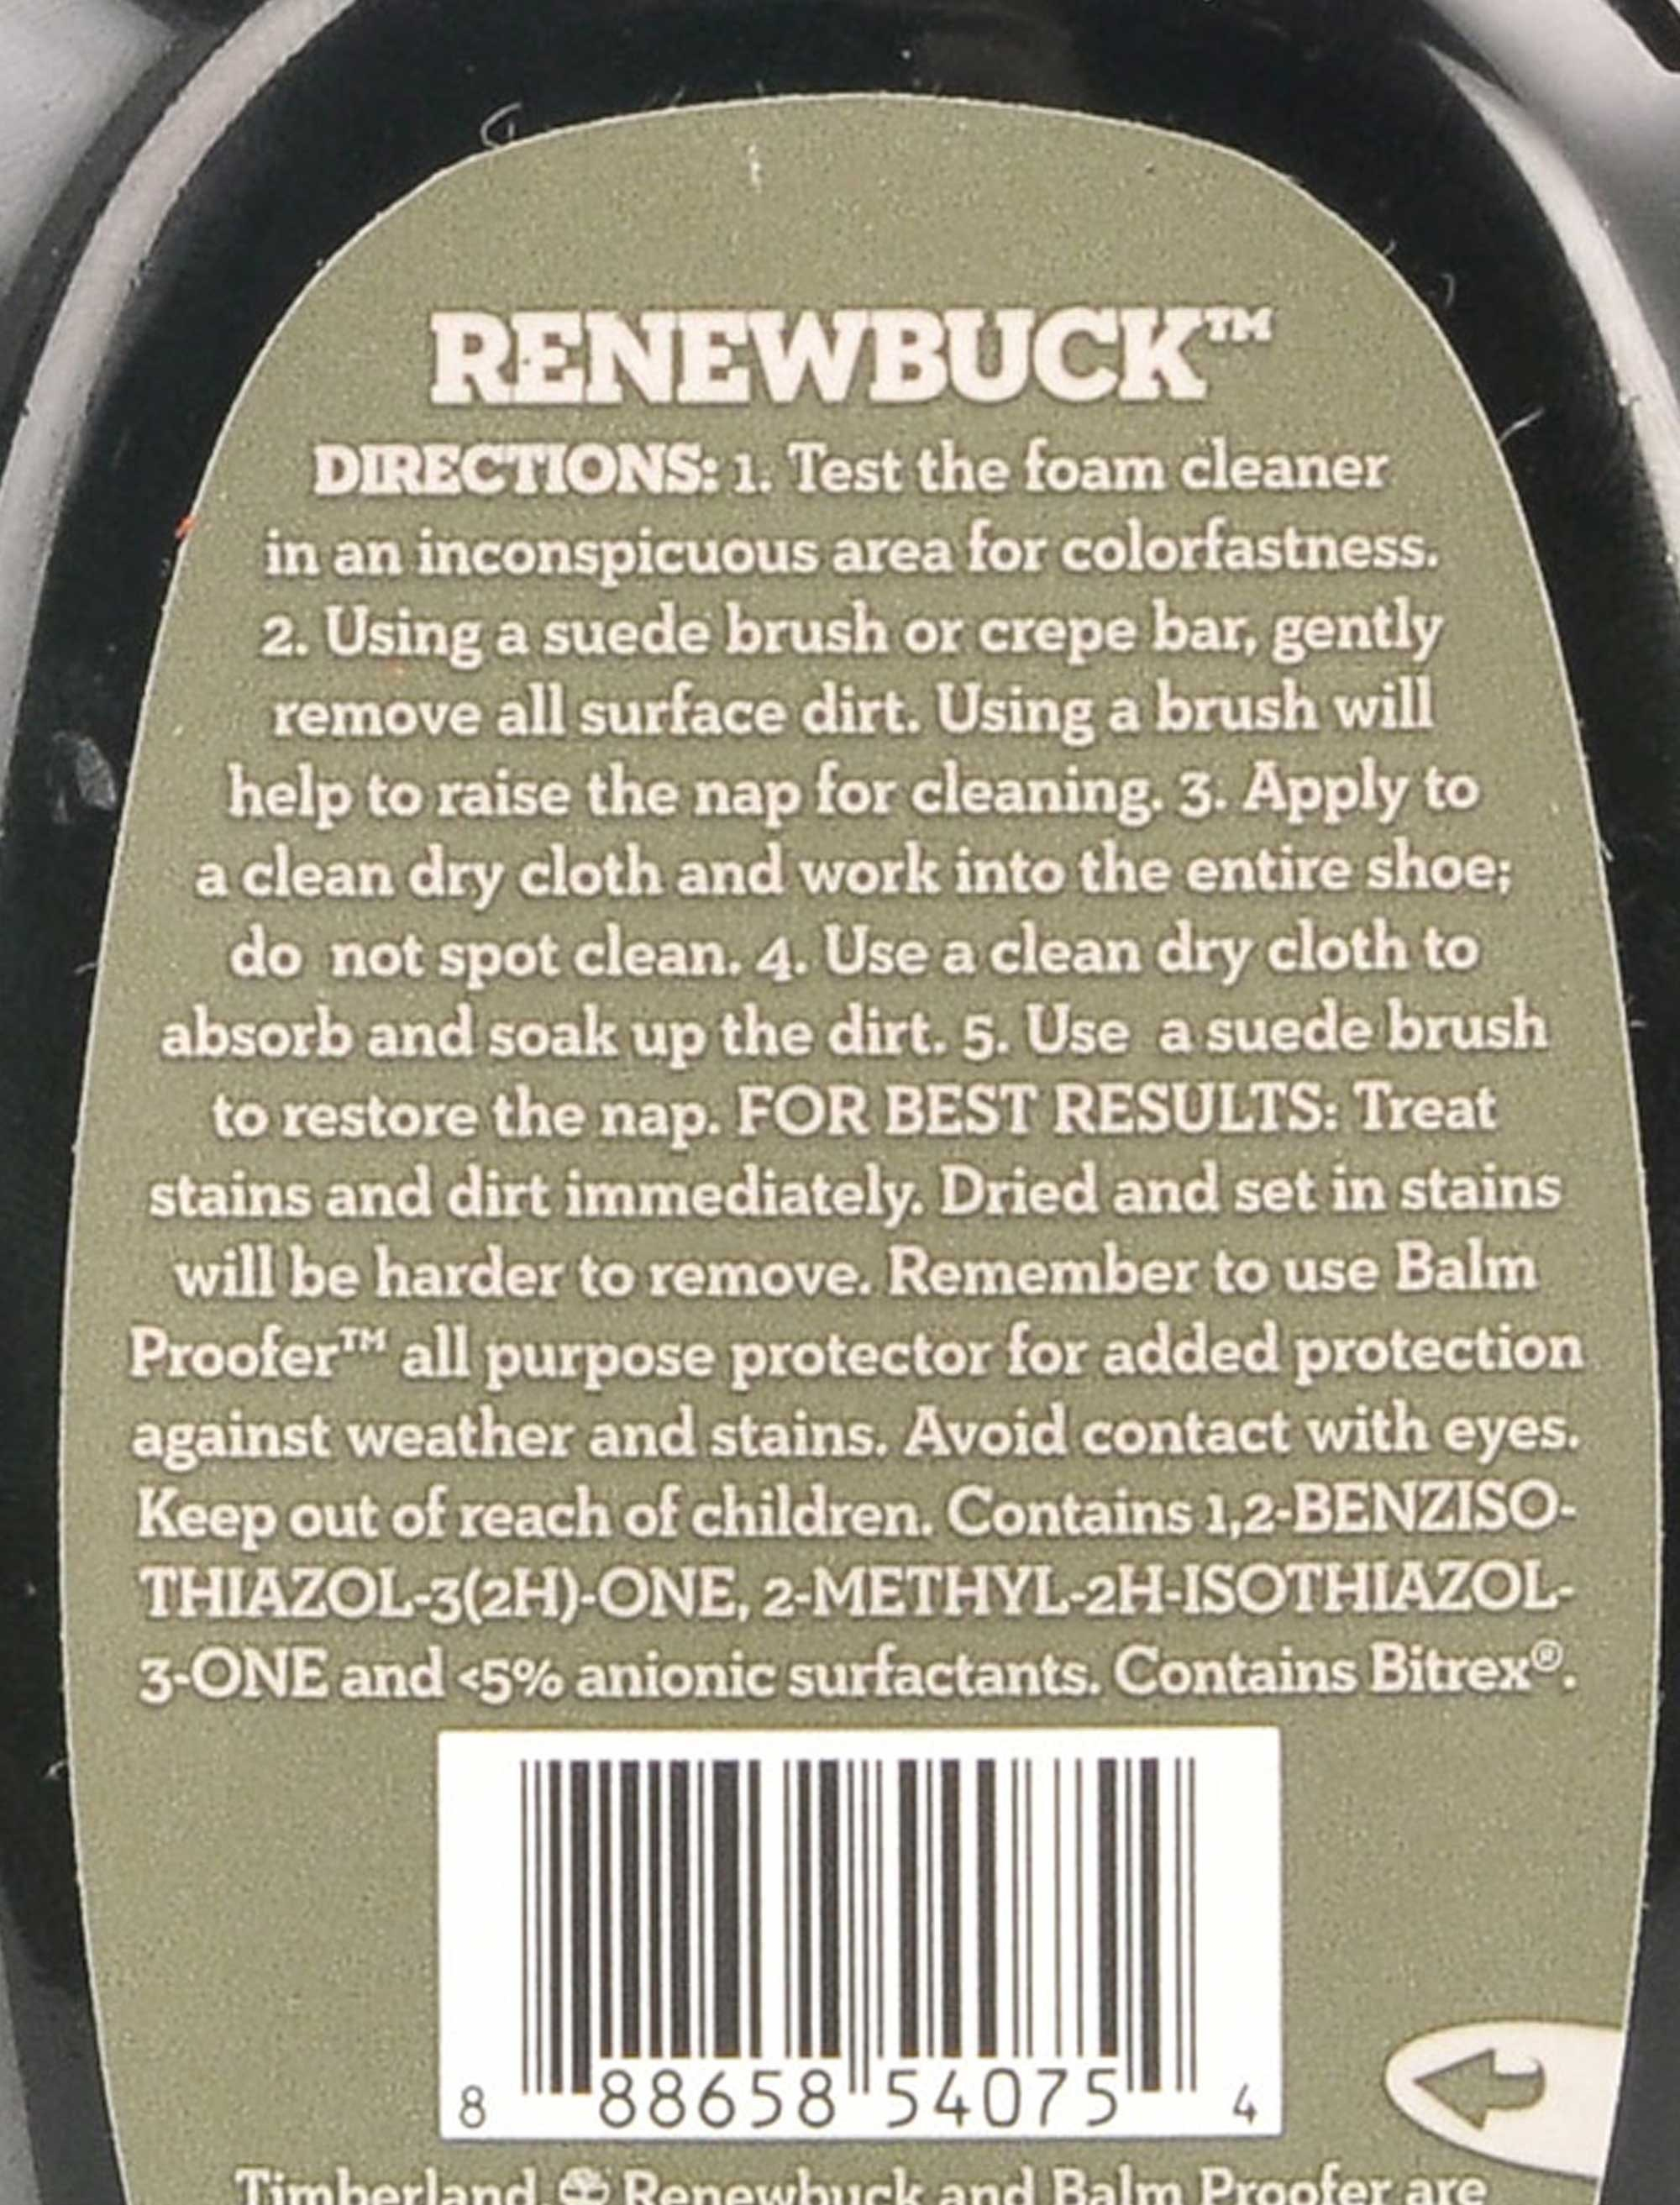 RENEWBUCK™
DIRECTIONS: 1. Test the foam cleaner
in an inconspicuous area for colorfastness.
2. Using a suede brush or crepe bar, gently
remove all surface dirt. Using a brush will
help to raise the nap for cleaning. 3. Apply to
a clean dry cloth and work into the entire shoe;
do not spot clean. 4. Use a clean dry cloth to
absorb and soak up the dirt. 5. Use a suede brush
to restore the nap. FOR BEST RESULTS: Treat
stains and dirt immediately. Dried and set in stains
will be harder to remove. Remember to use Balm
Proofer™ all purpose protector for added protection
against weather and stains. Avoid contact with eyes.
Keep out of reach of children. Contains 1,2-BENZISO-
THIAZOL-3(2H)-ONE, 2-METHYL-2H-ISOTHIAZOL-
3-ONE and <5% anionic surfactants. Contains Bitrex®.
8 88658 54075 4
Timberland, Renewbuck and Balm Proofer are